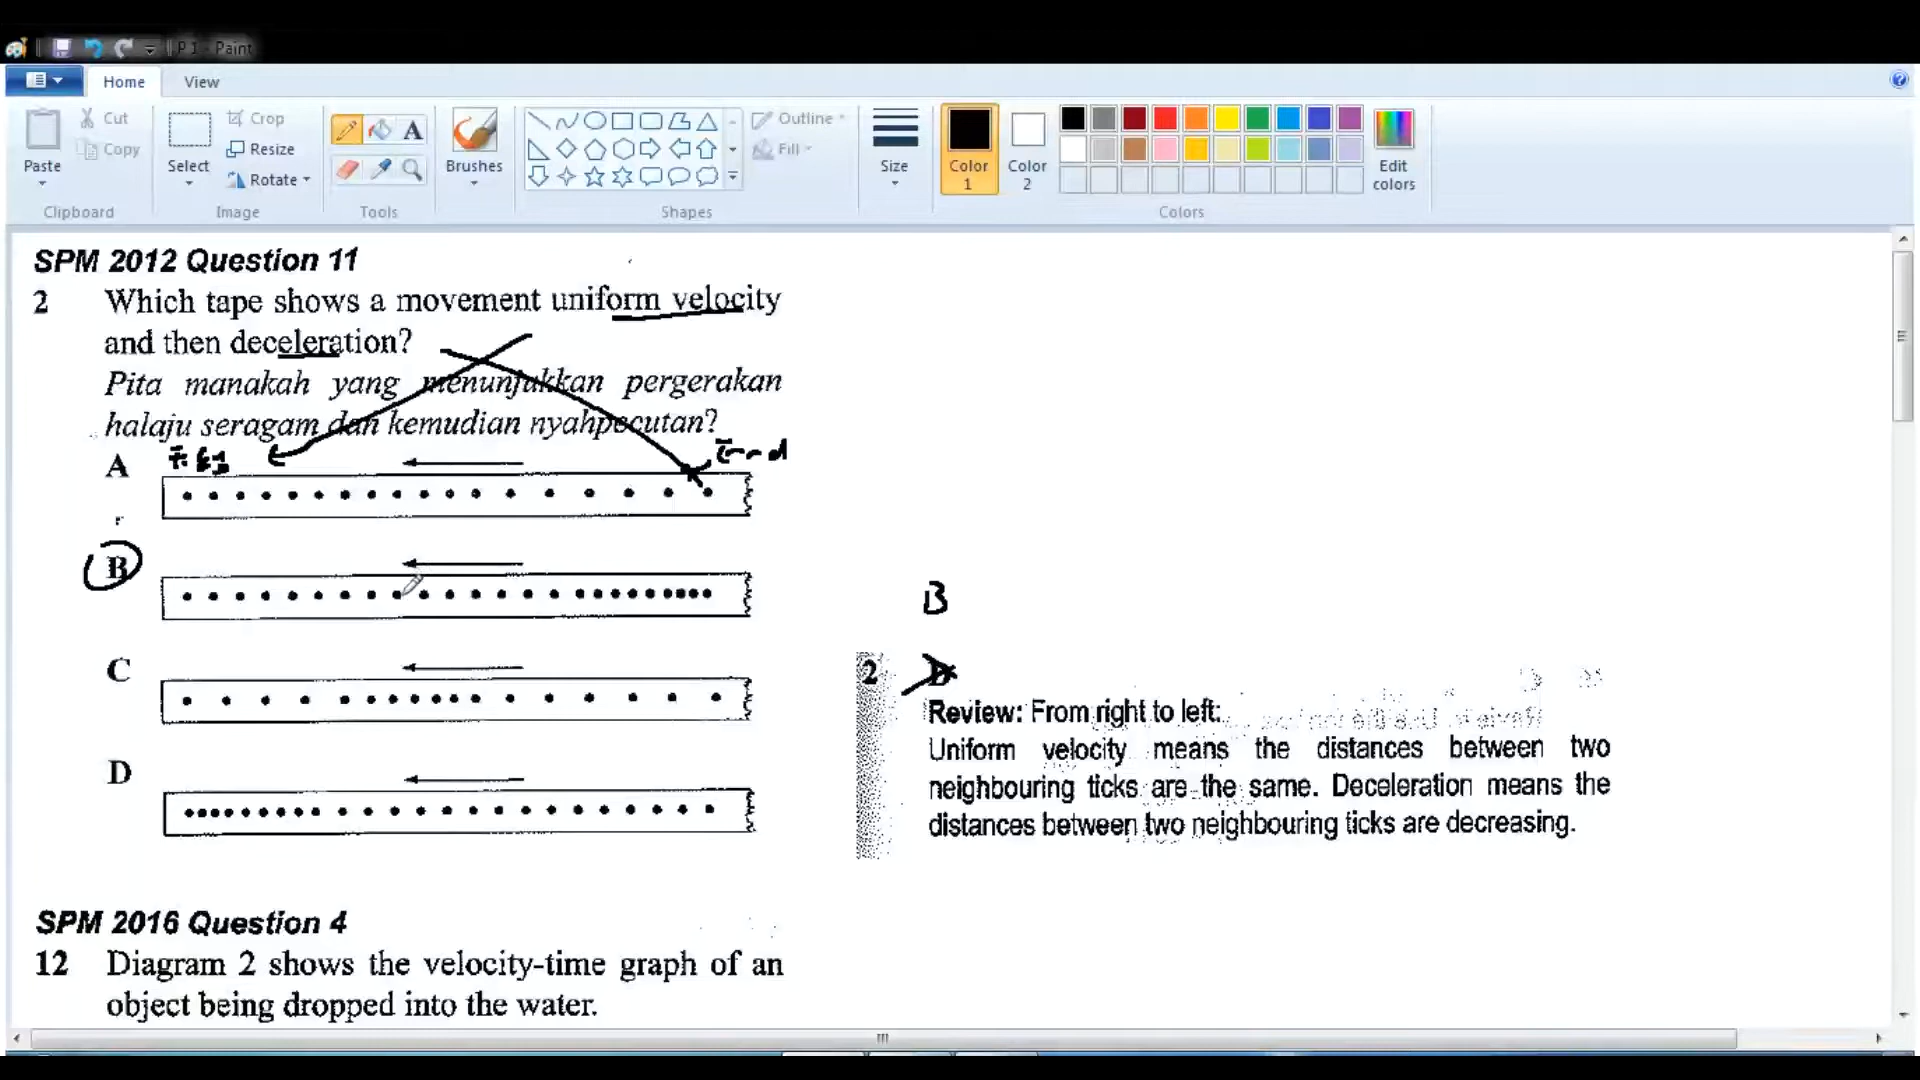 P 1 - Paint
Home View
Paste
Cut
Copy
Clipboard
Select
Crop
Resize
Rotate
Image
A
Tools
Brushes
Outline
Fill
Shapes
Size
Color 1
Color 2
Edit colors
Colors
SPM 2012 Question 11
2 Which tape shows a movement uniform velocity
and then deceleration?
Pita manakah yang menunjukkan pergerakan
halaju seragam dan kemudian nyahpecutan?
A
End
B
C
D
B
2
Review: From right to left:
Uniform velocity means the distances between two
neighbouring ticks are the same. Deceleration means the
distances between two neighbouring ticks are decreasing.
SPM 2016 Question 4
12 Diagram 2 shows the velocity-time graph of an
object being dropped into the water.